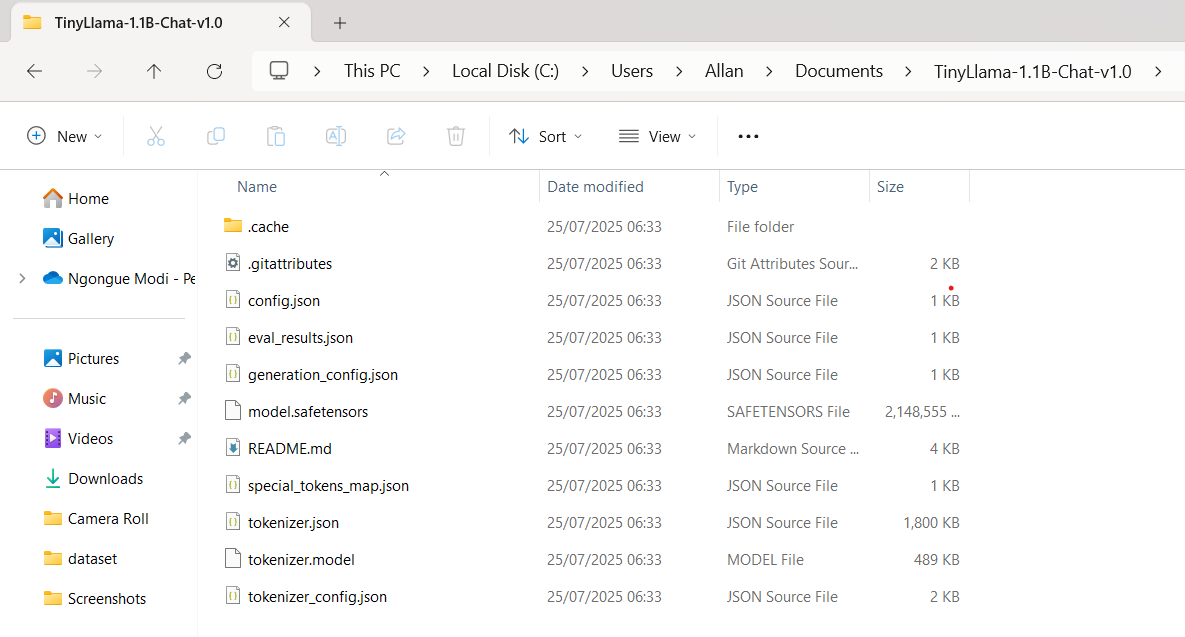 TinyLlama-1.1B-Chat-v1.0
This PC > Local Disk (C:) > Users > Allan > Documents > TinyLlama-1.1B-Chat-v1.0 >
New Sort View
Name Date modified Type Size
Home
Gallery
Ngongue Modi - Pe
Pictures
Music
Videos
Downloads
Camera Roll
dataset
Screenshots
.cache 25/07/2025 06:33 File folder
.gitattributes 25/07/2025 06:33 Git Attributes Sour... 2 KB
config.json 25/07/2025 06:33 JSON Source File 1 KB
eval_results.json 25/07/2025 06:33 JSON Source File 1 KB
generation_config.json 25/07/2025 06:33 JSON Source File 1 KB
model.safetensors 25/07/2025 06:33 SAFETENSORS File 2,148,555 ...
README.md 25/07/2025 06:33 Markdown Source ... 4 KB
special_tokens_map.json 25/07/2025 06:33 JSON Source File 1 KB
tokenizer.json 25/07/2025 06:33 JSON Source File 1,800 KB
tokenizer.model 25/07/2025 06:33 MODEL File 489 KB
tokenizer_config.json 25/07/2025 06:33 JSON Source File 2 KB